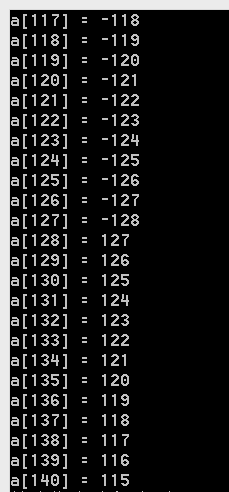 a[117] = -118
a[118] = -119
a[119] = -120
a[120] = -121
a[121] = -122
a[122] = -123
a[123] = -124
a[124] = -125
a[125] = -126
a[126] = -127
a[127] = -128
a[128] = 127
a[129] = 126
a[130] = 125
a[131] = 124
a[132] = 123
a[133] = 122
a[134] = 121
a[135] = 120
a[136] = 119
a[137] = 118
a[138] = 117
a[139] = 116
a[140] = 115